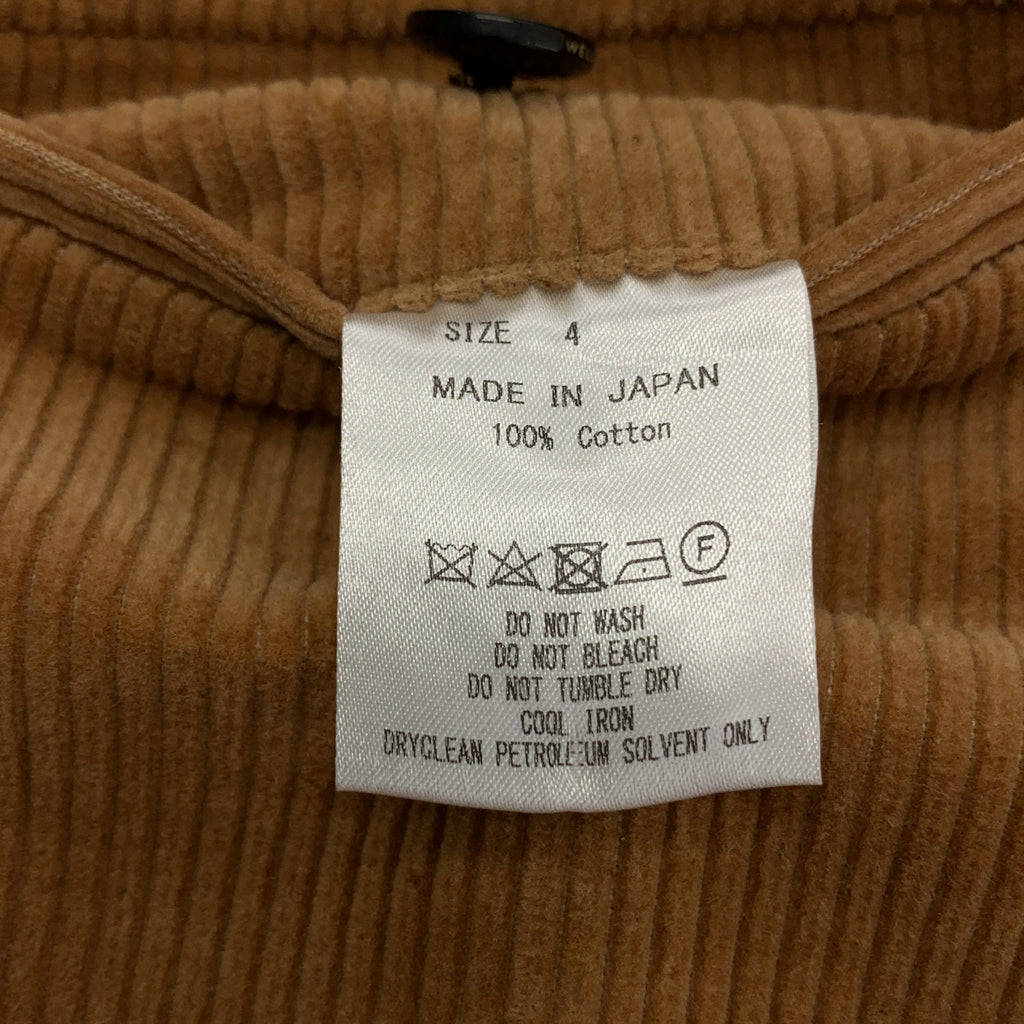 SIZE 4
MADE IN JAPAN
100% Cotton
F
DO NOT WASH
DO NOT BLEACH
DO NOT TUMBLE DRY
COOL IRON
DRYCLEAN PETROLEUM SOLVENT ONLY